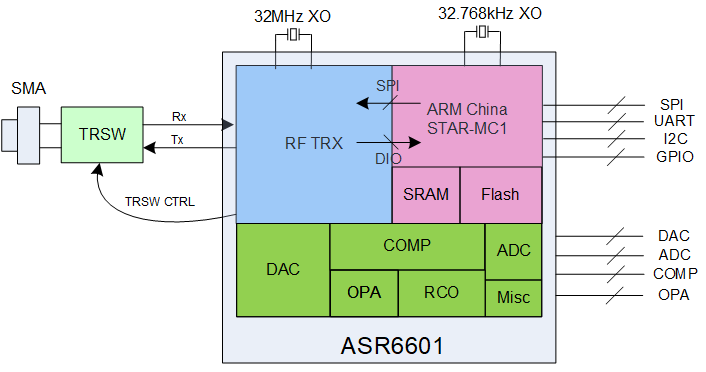 32MHz XO
32.768kHz XO
SMA
TRSW
Rx
Tx
TRSW CTRL
RF TRX
SPI
DIO
ARM China
STAR-MC1
SRAM
Flash
SPI
UART
I2C
GPIO
DAC
COMP
ADC
OPA
RCO
Misc
DAC
ADC
COMP
OPA
ASR6601